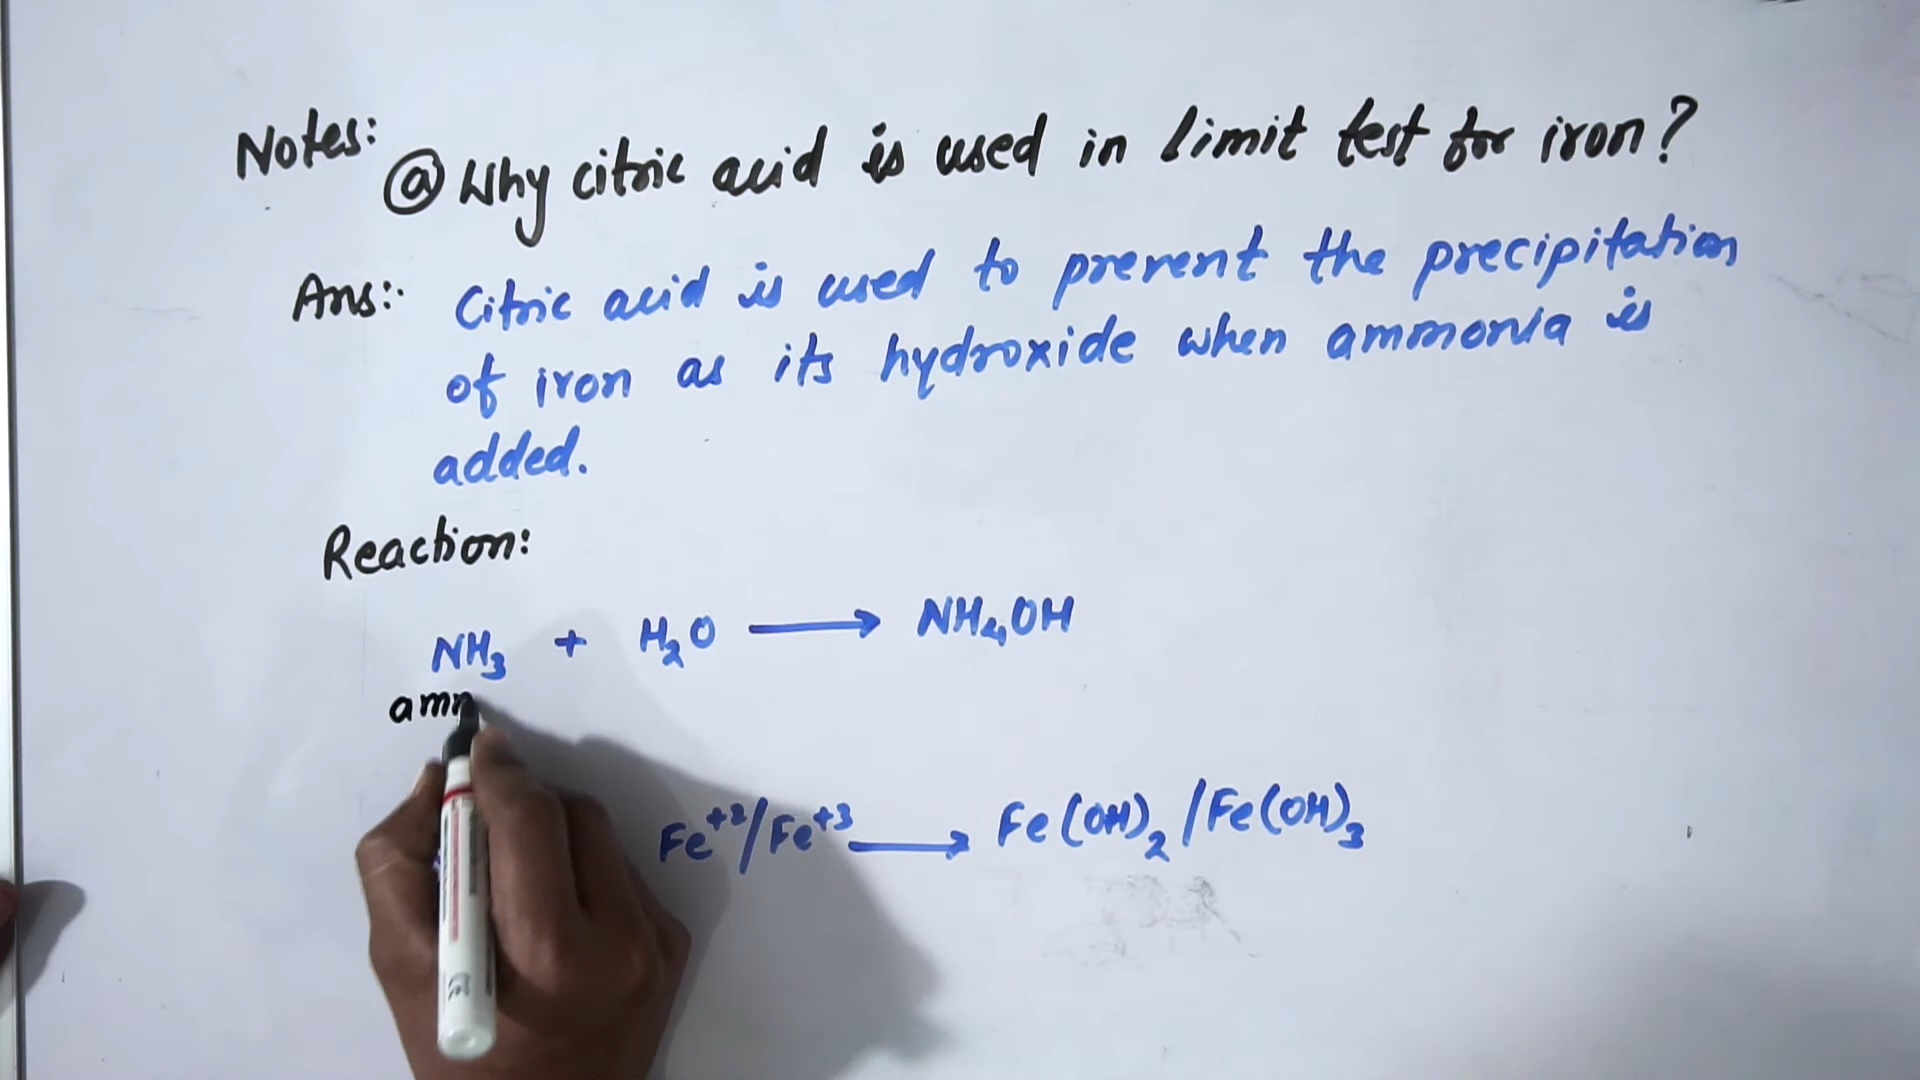 Notes:
@ Why citric acid is used in limit test for iron?
Ans:. Citric acid is used to prevent the precipitation
of iron as its hydroxide when ammonia is
added.
Reaction:
NH₃ + H₂O ⟶ NH₄OH
amm
Fe⁺²/Fe⁺³ ⟶ Fe(OH)₂ /Fe(OH)₃